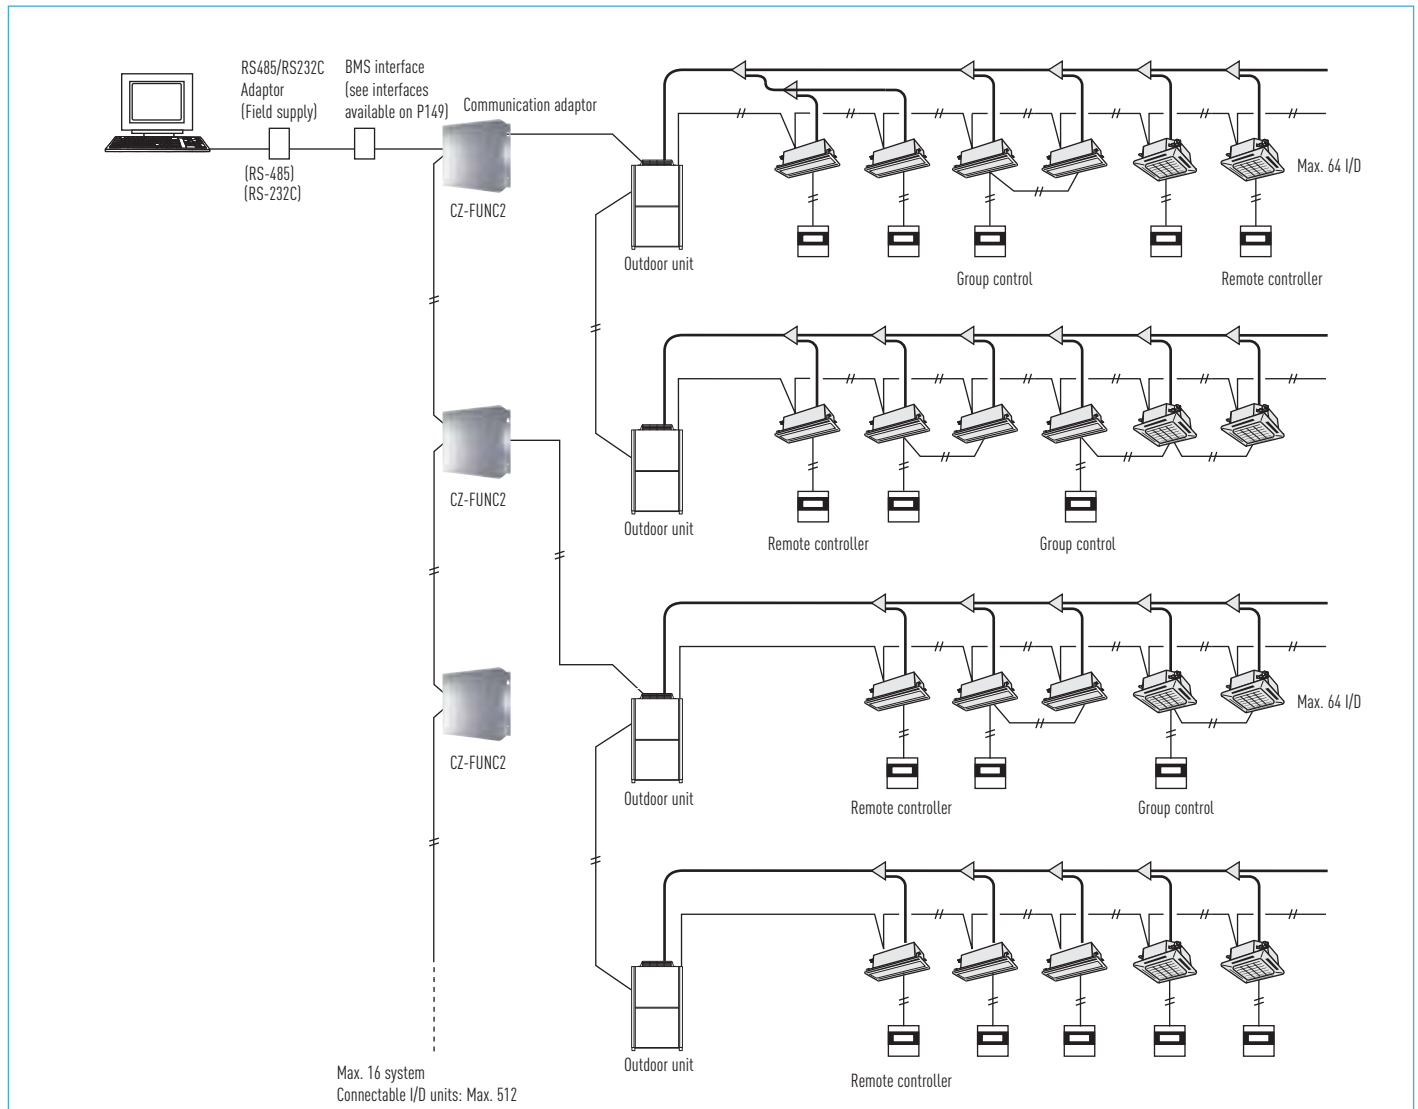 RS485/RS232C
Adaptor
(Field supply)
BMS interface
(see interfaces
available on P149)
Communication adaptor
(RS-485)
(RS-232C)
CZ-FUNC2
Max. 64 I/D
Outdoor unit
Group control
Remote controller
CZ-FUNC2
Outdoor unit
Remote controller
Group control
CZ-FUNC2
Max. 64 I/D
Outdoor unit
Remote controller
Group control
Outdoor unit
Remote controller
Max. 16 system
Connectable I/D units: Max. 512